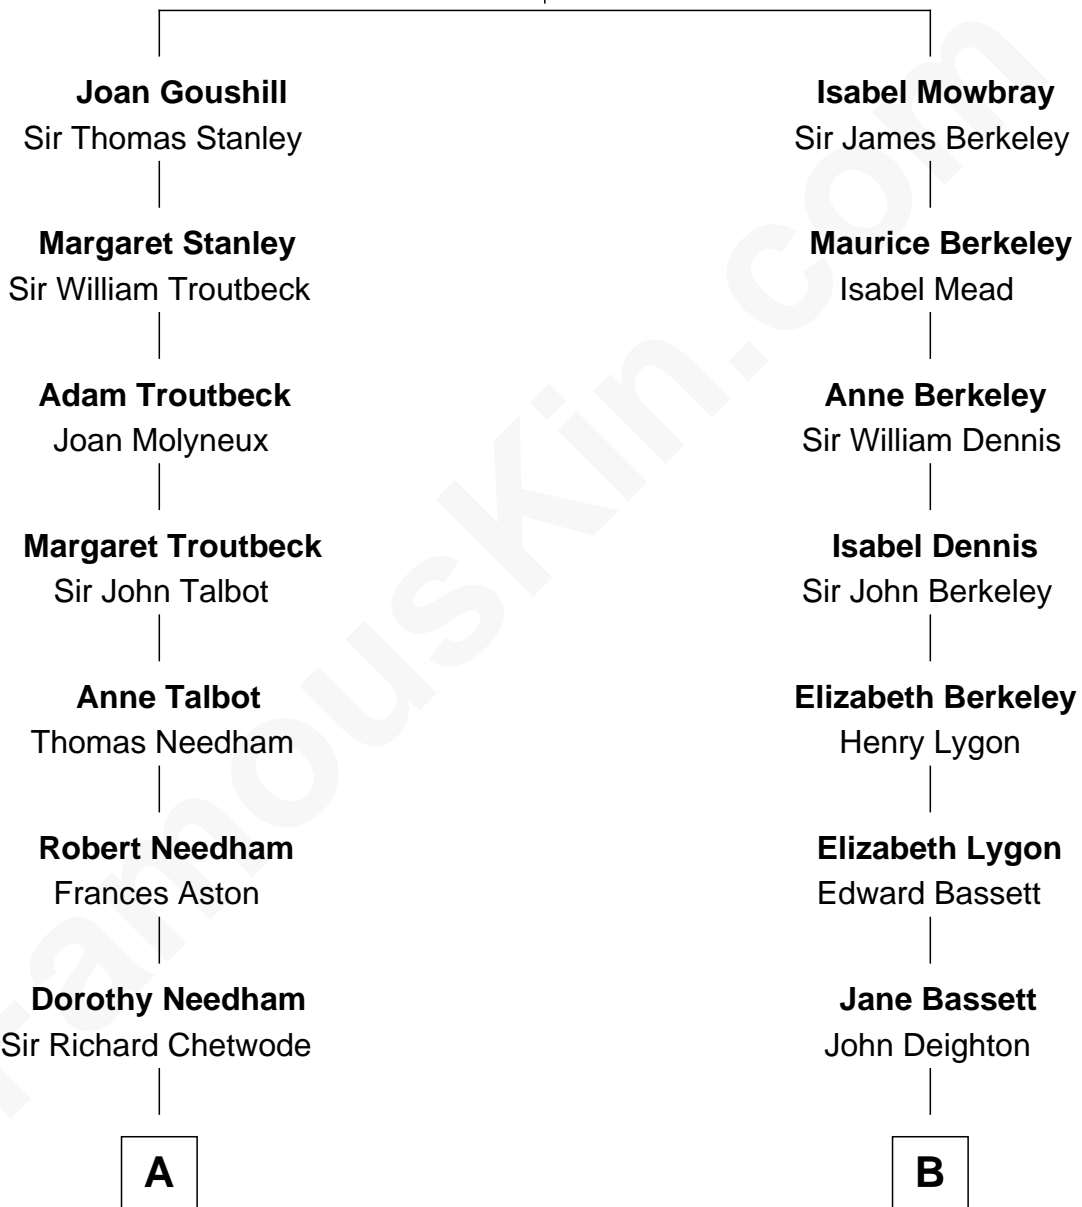 Joan Goushill
Sir Thomas Stanley
Isabel Mowbray
Sir James Berkeley
Margaret Stanley
Sir William Troutbeck
Maurice Berkeley
Isabel Mead
Adam Troutbeck
Joan Molyneux
Anne Berkeley
Sir William Dennis
Margaret Troutbeck
Sir John Talbot
Isabel Dennis
Sir John Berkeley
Anne Talbot
Thomas Needham
Elizabeth Berkeley
Henry Lygon
Robert Needham
Frances Aston
Elizabeth Lygon
Edward Bassett
Dorothy Needham
Sir Richard Chetwode
Jane Bassett
John Deighton
A
B
FamousKin.com